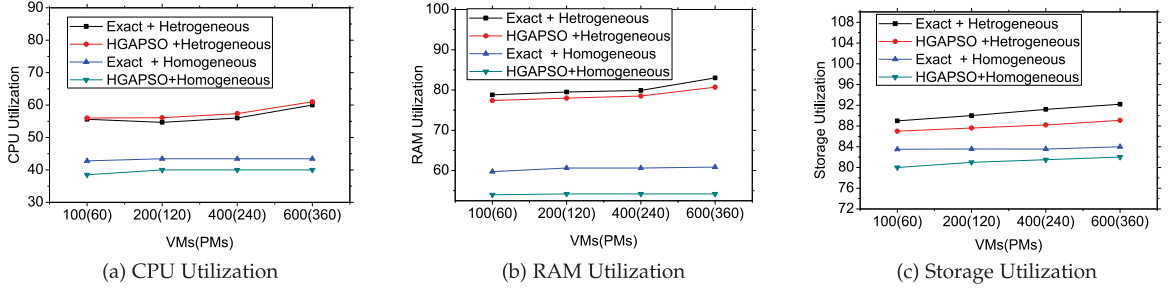 90
80
70
60
50
40
30
CPU Utilization
Exact + Hetrogeneous
HGAPSO +Hetrogeneous
Exact + Homogeneous
HGAPSO+Homogeneous
100(60) 200(120) 400(240) 600(360)
VMs(PMs)
(a) CPU Utilization
100
90
80
70
60
RAM Utilization
Exact + Hetrogeneous
HGAPSO +Hetrogeneous
Exact + Homogeneous
HGAPSO+Homogeneous
100(60) 200(120) 400(240) 600(360)
VMs(PMs)
(b) RAM Utilization
108
104
100
96
92
88
84
80
76
72
Storage Utilization
Exact + Hetrogeneous
HGAPSO +Hetrogeneous
Exact + Homogeneous
HGAPSO+Homogeneous
100(60) 200(120) 400(240) 600(360)
VMs(PMs)
(c) Storage Utilization